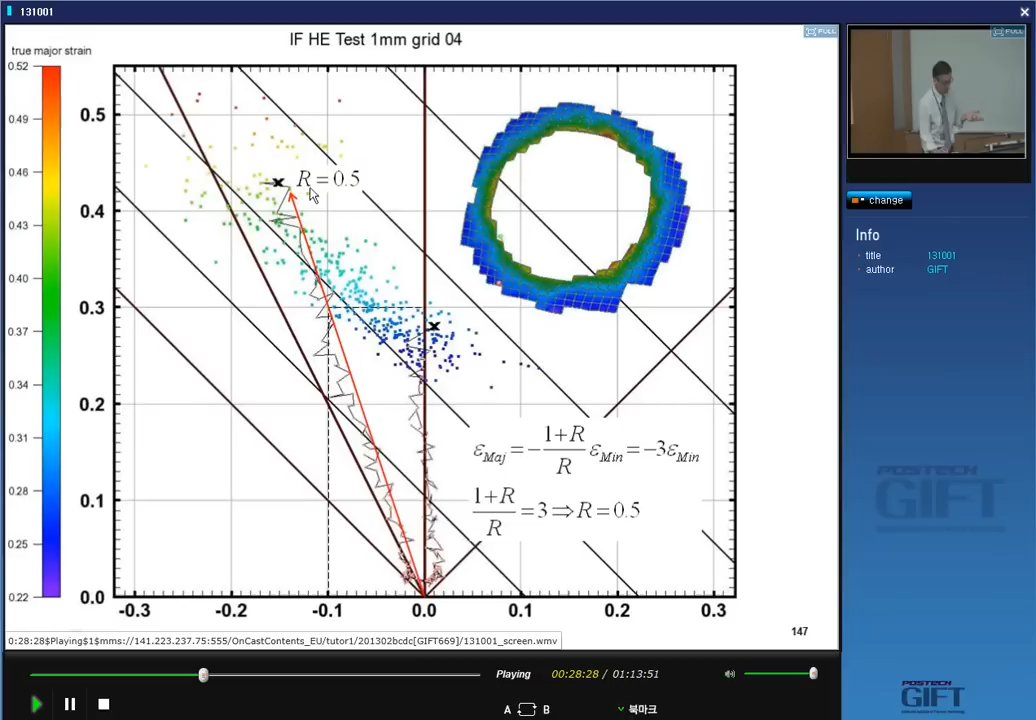 131001
IF HE Test 1mm grid 04
FULL
FULL
true major strain
0.52
0.49
0.46
0.43
0.40
0.37
0.34
0.31
0.28
0.25
0.22
0.5
0.4
0.3
0.2
0.1
0.0
-0.3
-0.2
-0.1
0.0
0.1
0.2
0.3
R = 0.5
ε_Maj = −(1+R)/R ε_Min = −3ε_Min
(1+R)/R = 3 ⇒ R = 0.5
147
0:28:28$Playing$1$mms://141.223.237.75:555/OnCastContents_EU/tutor1/201302bcdc[GIFT669]/131001_screen.wmv
Playing
00:28:28 / 01:13:51
A B
북마크
change
Info
title 131001
author GIFT
POSTECH
GIFT
POSTECH
GIFT